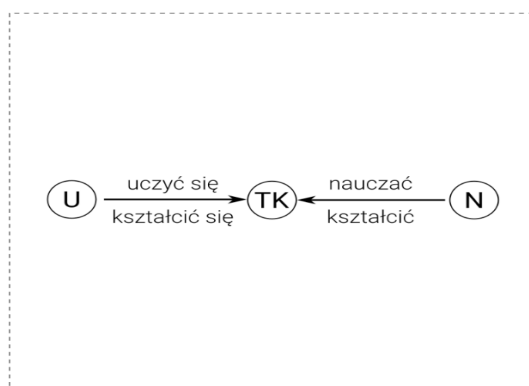 U
uczyć się
kształcić się
TK
nauczać
kształcić
N